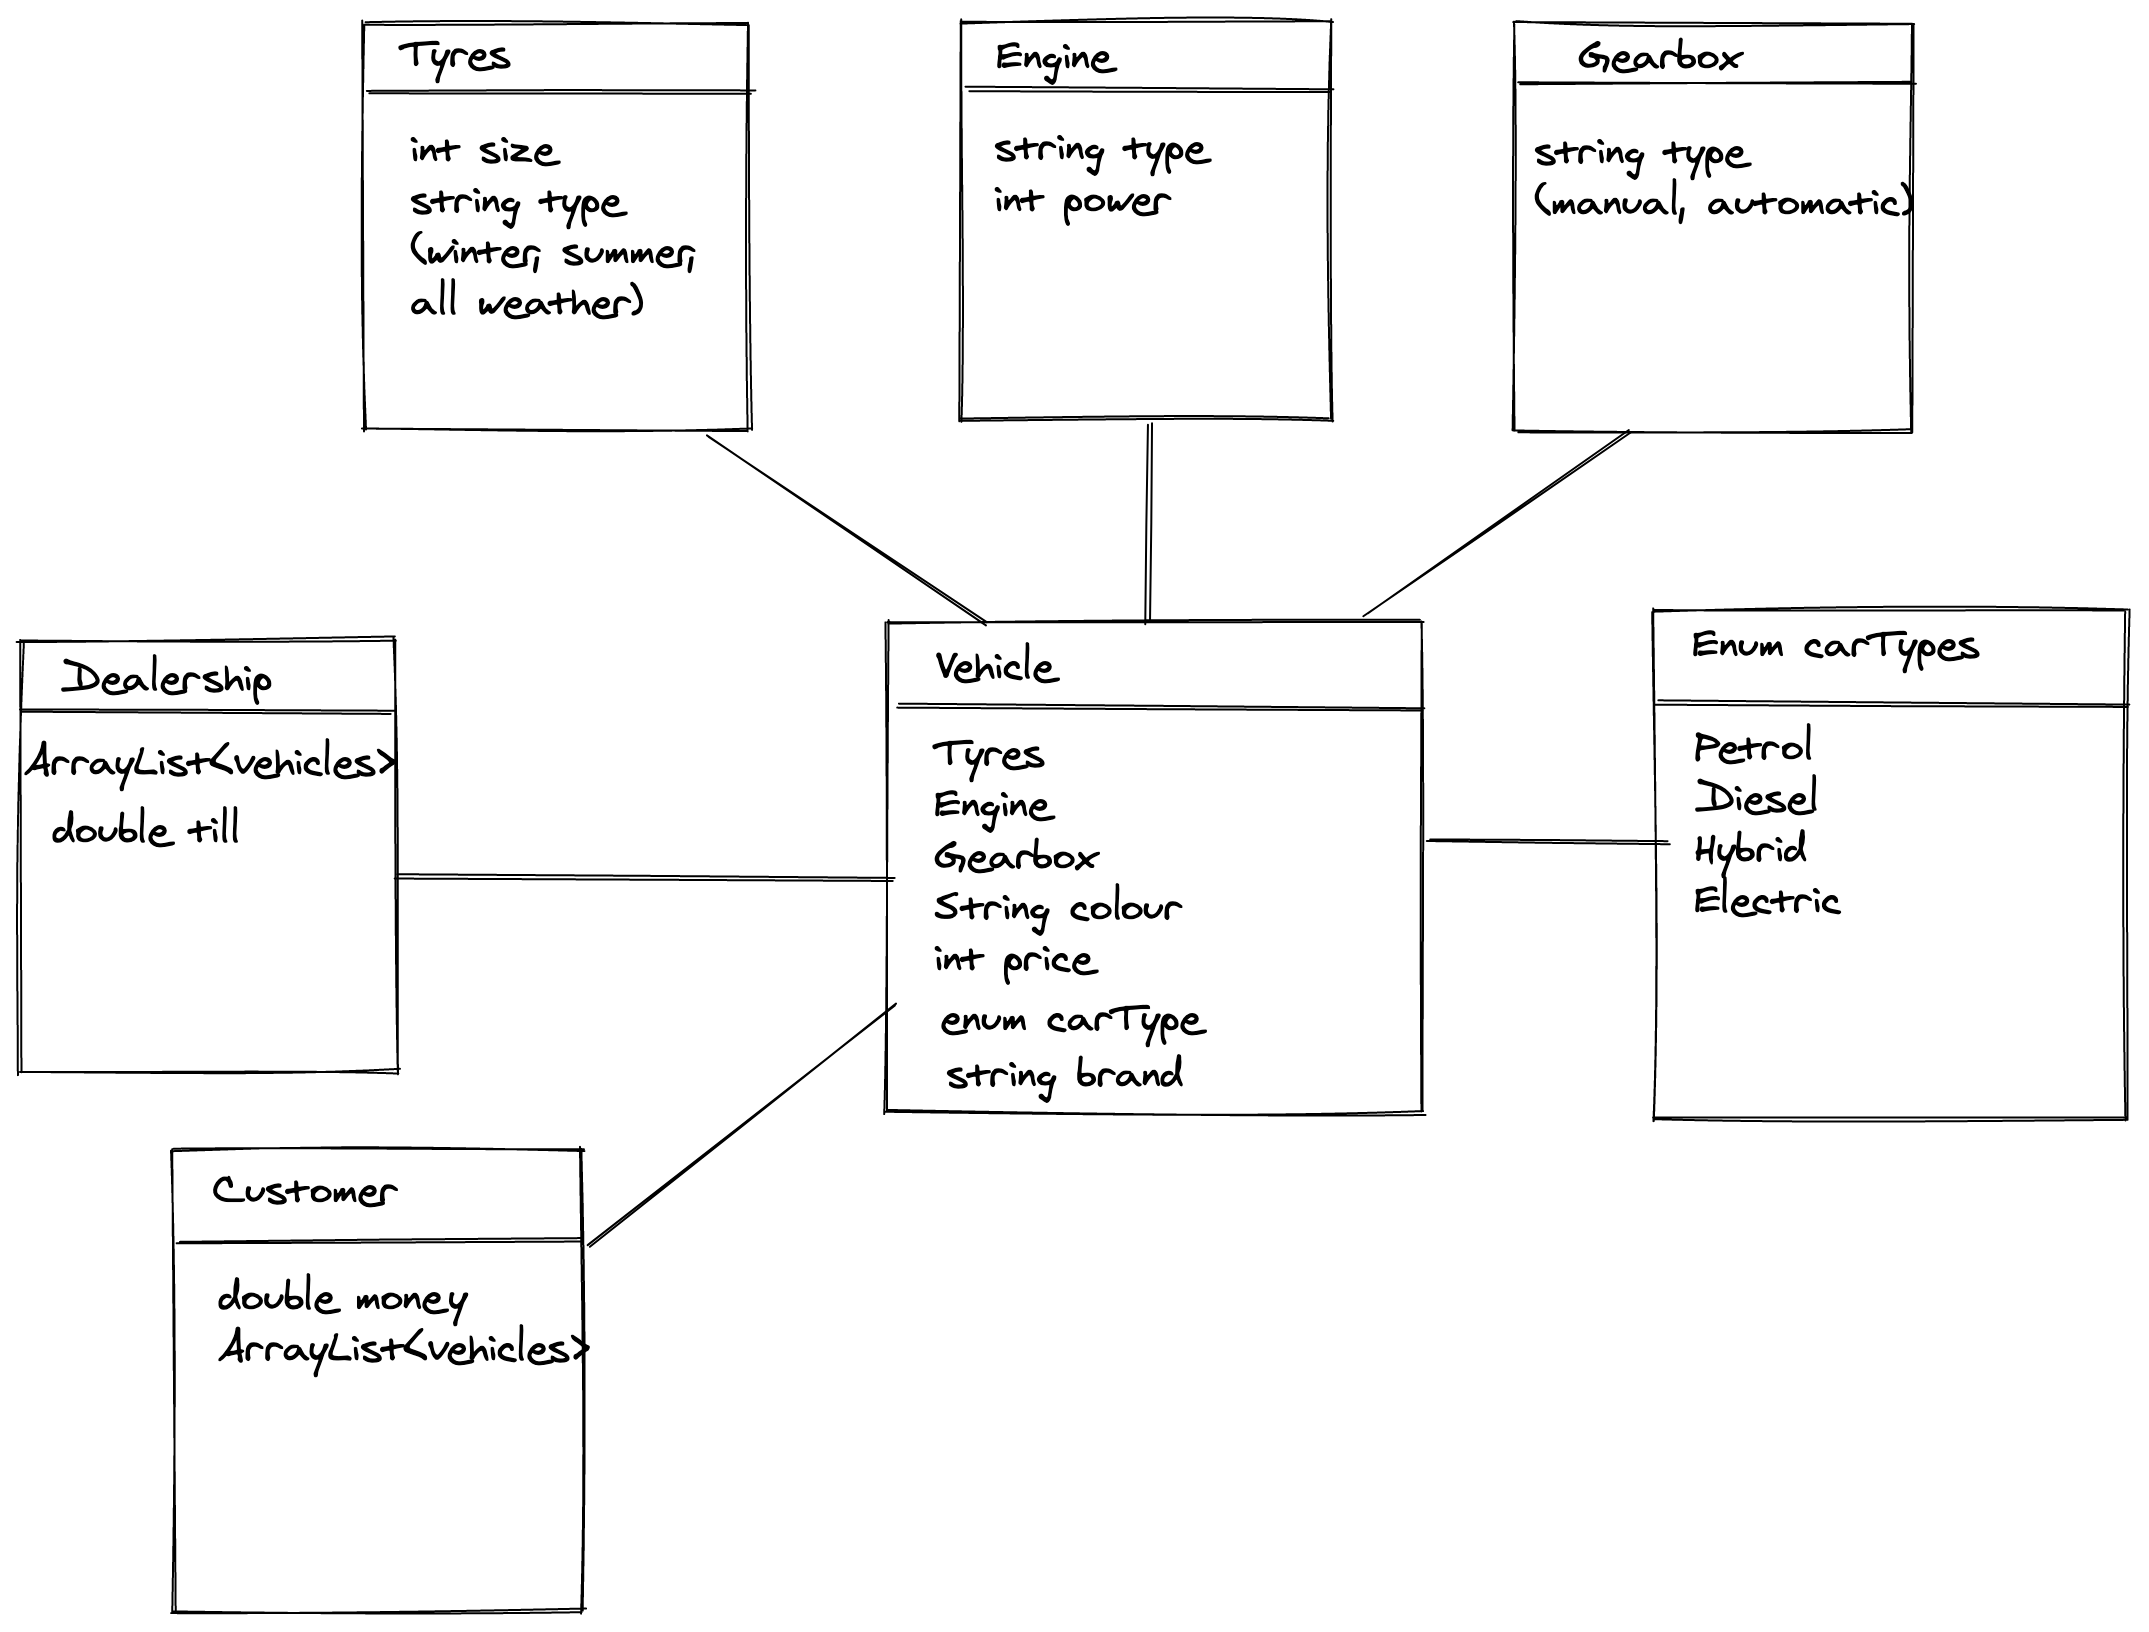 Tyres
int size
string type
(winter, summer,
all weather)
Engine
string type
int power
Gearbox
string type
(manual, automatic)
Dealership
ArrayList<vehicles>
double till
Vehicle
Tyres
Engine
Gearbox
String colour
int price
enum carType
string brand
Enum carTypes
Petrol
Diesel
Hybrid
Electric
Customer
double money
ArrayList<vehicles>